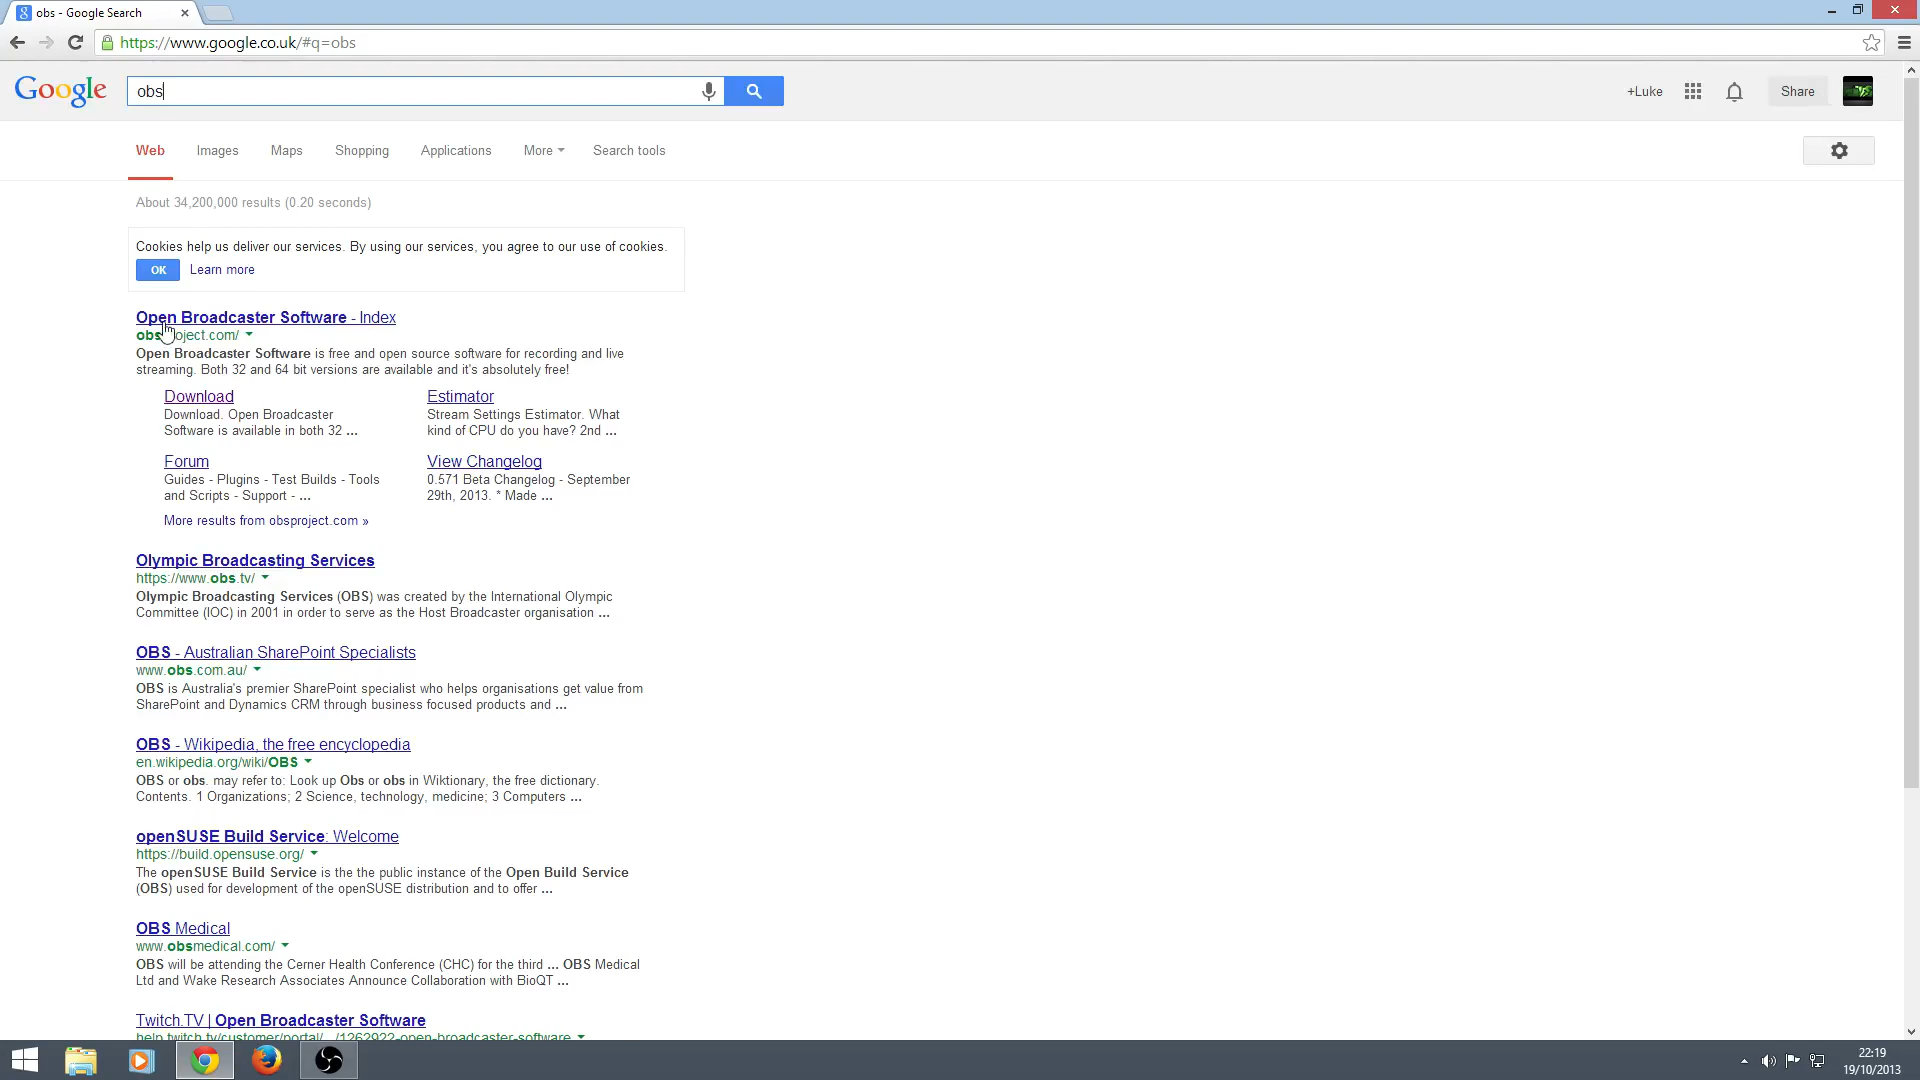 obs - Google Search
https://www.google.co.uk/#q=obs
Google
obs
+Luke
Share
Web Images Maps Shopping Applications More Search tools
About 34,200,000 results (0.20 seconds)
Cookies help us deliver our services. By using our services, you agree to our use of cookies.
OK Learn more
Open Broadcaster Software - Index
obsproject.com/
Open Broadcaster Software is free and open source software for recording and live
streaming. Both 32 and 64 bit versions are available and it's absolutely free!
Download
Download. Open Broadcaster
Software is available in both 32 ...
Estimator
Stream Settings Estimator. What
kind of CPU do you have? 2nd ...
Forum
Guides - Plugins - Test Builds - Tools
and Scripts - Support - ...
View Changelog
0.571 Beta Changelog - September
29th, 2013. * Made ...
More results from obsproject.com »
Olympic Broadcasting Services
https://www.obs.tv/
Olympic Broadcasting Services (OBS) was created by the International Olympic
Committee (IOC) in 2001 in order to serve as the Host Broadcaster organisation ...
OBS - Australian SharePoint Specialists
www.obs.com.au/
OBS is Australia's premier SharePoint specialist who helps organisations get value from
SharePoint and Dynamics CRM through business focused products and ...
OBS - Wikipedia, the free encyclopedia
en.wikipedia.org/wiki/OBS
OBS or obs. may refer to: Look up Obs or obs in Wiktionary, the free dictionary.
Contents. 1 Organizations; 2 Science, technology, medicine; 3 Computers ...
openSUSE Build Service: Welcome
https://build.opensuse.org/
The openSUSE Build Service is the the public instance of the Open Build Service
(OBS) used for development of the openSUSE distribution and to offer ...
OBS Medical
www.obsmedical.com/
OBS will be attending the Cerner Health Conference (CHC) for the third ... OBS Medical
Ltd and Wake Research Associates Announce Collaboration with BioQT ...
Twitch.TV | Open Broadcaster Software
help.twitch.tv/customer/portal/.../1262922-open-broadcaster-software
22:19
19/10/2013